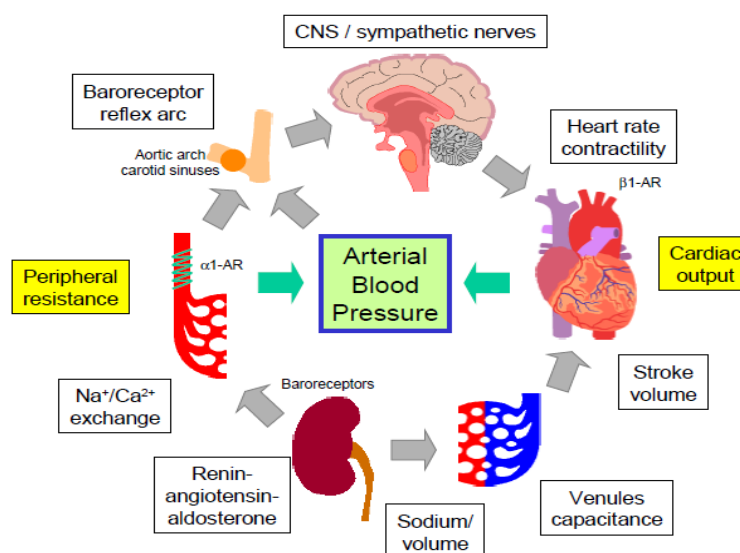 CNS / sympathetic nerves
Baroreceptor
reflex arc
Aortic arch
carotid sinuses
Heart rate
contractility
β1-AR
α1-AR
Peripheral
resistance
Arterial
Blood
Pressure
Cardiac
output
Na⁺/Ca²⁺
exchange
Baroreceptors
Stroke
volume
Renin-
angiotensin-
aldosterone
Sodium/
volume
Venules
capacitance